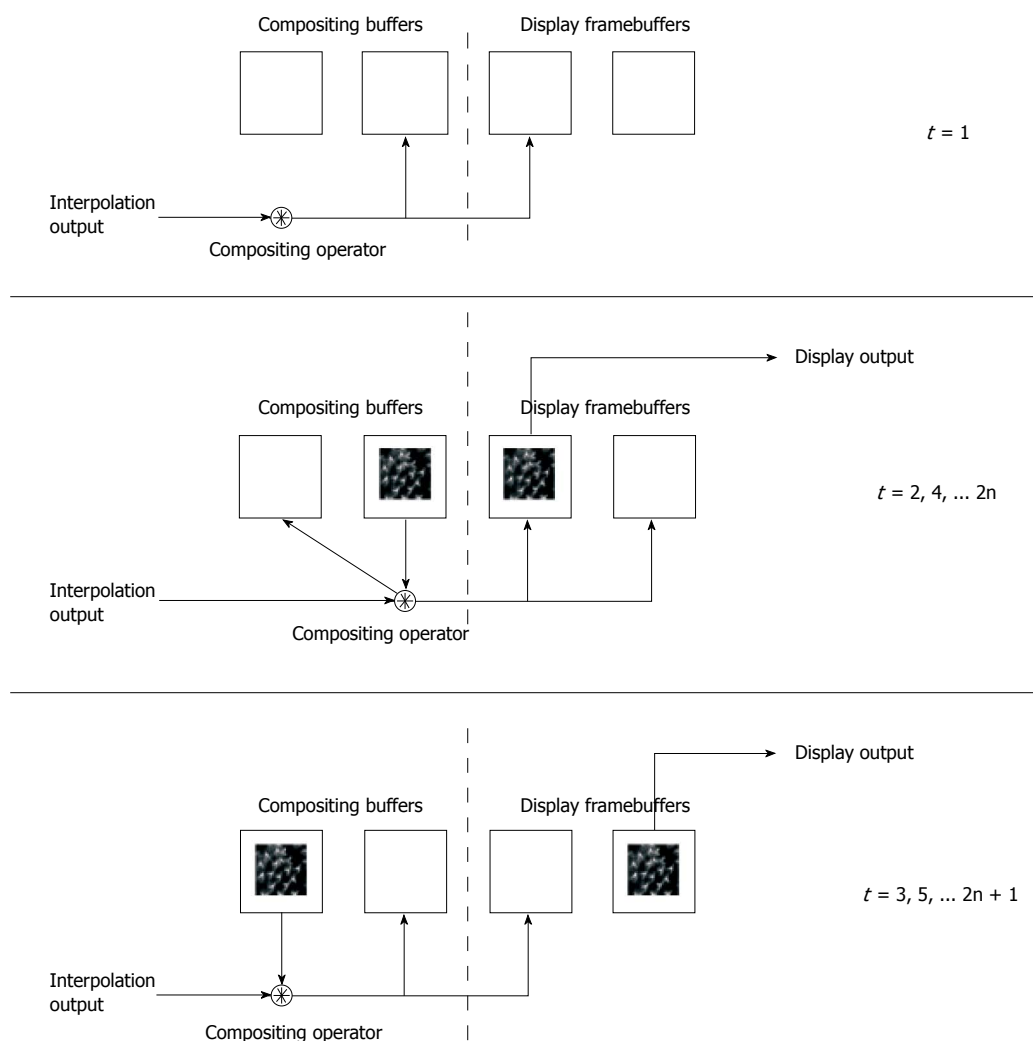 Compositing buffers
Display framebuffers
t = 1
Interpolation
output
Compositing operator
Display output
Compositing buffers
Display framebuffers
t = 2, 4, ... 2n
Interpolation
output
Compositing operator
Display output
Compositing buffers
Display framebuffers
t = 3, 5, ... 2n + 1
Interpolation
output
Compositing operator